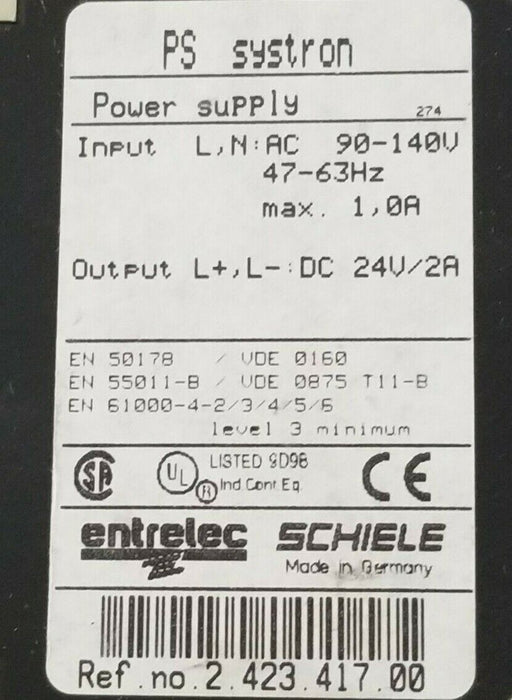 PS systron
Power supply 274
Input L,N:AC 90-140V
47-63Hz
max. 1,0A
Output L+,L-:DC 24V/2A
EN 50178 / VDE 0160
EN 55011-B / VDE 0875 T11-B
EN 61000-4-2/3/4/5/6
level 3 minimum
SA UL ® LISTED 9D98 CE
Ind.Cont.Eq.
entrelec SCHIELE
Made in Germany
Ref.no.2.423.417.00